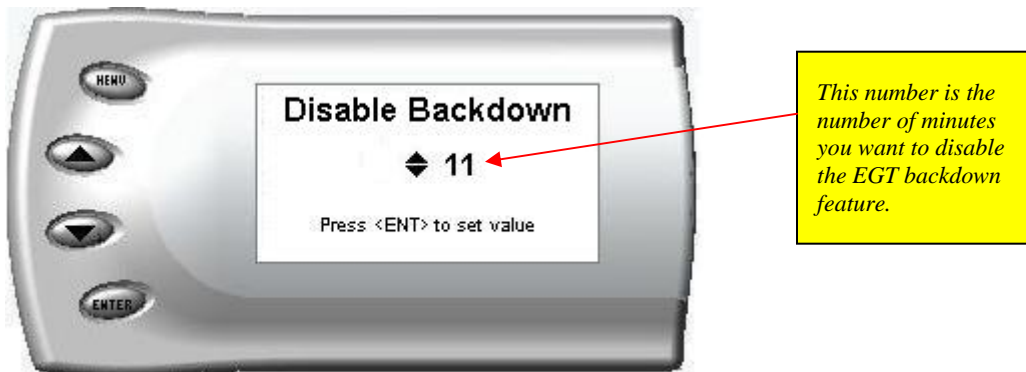 MENU
Disable Backdown
11
Press <ENT> to set value
ENTER
This number is the
number of minutes
you want to disable
the EGT backdown
feature.